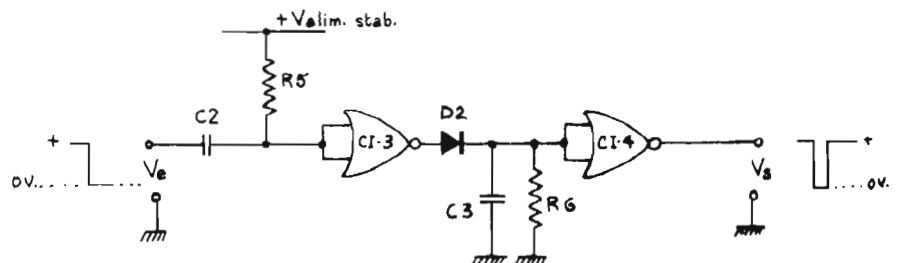 + Valim. stab.
R5
C2
D2
+
CI-3
CI-4
+
Ve
Vs
0V.
C3
R6
0V.